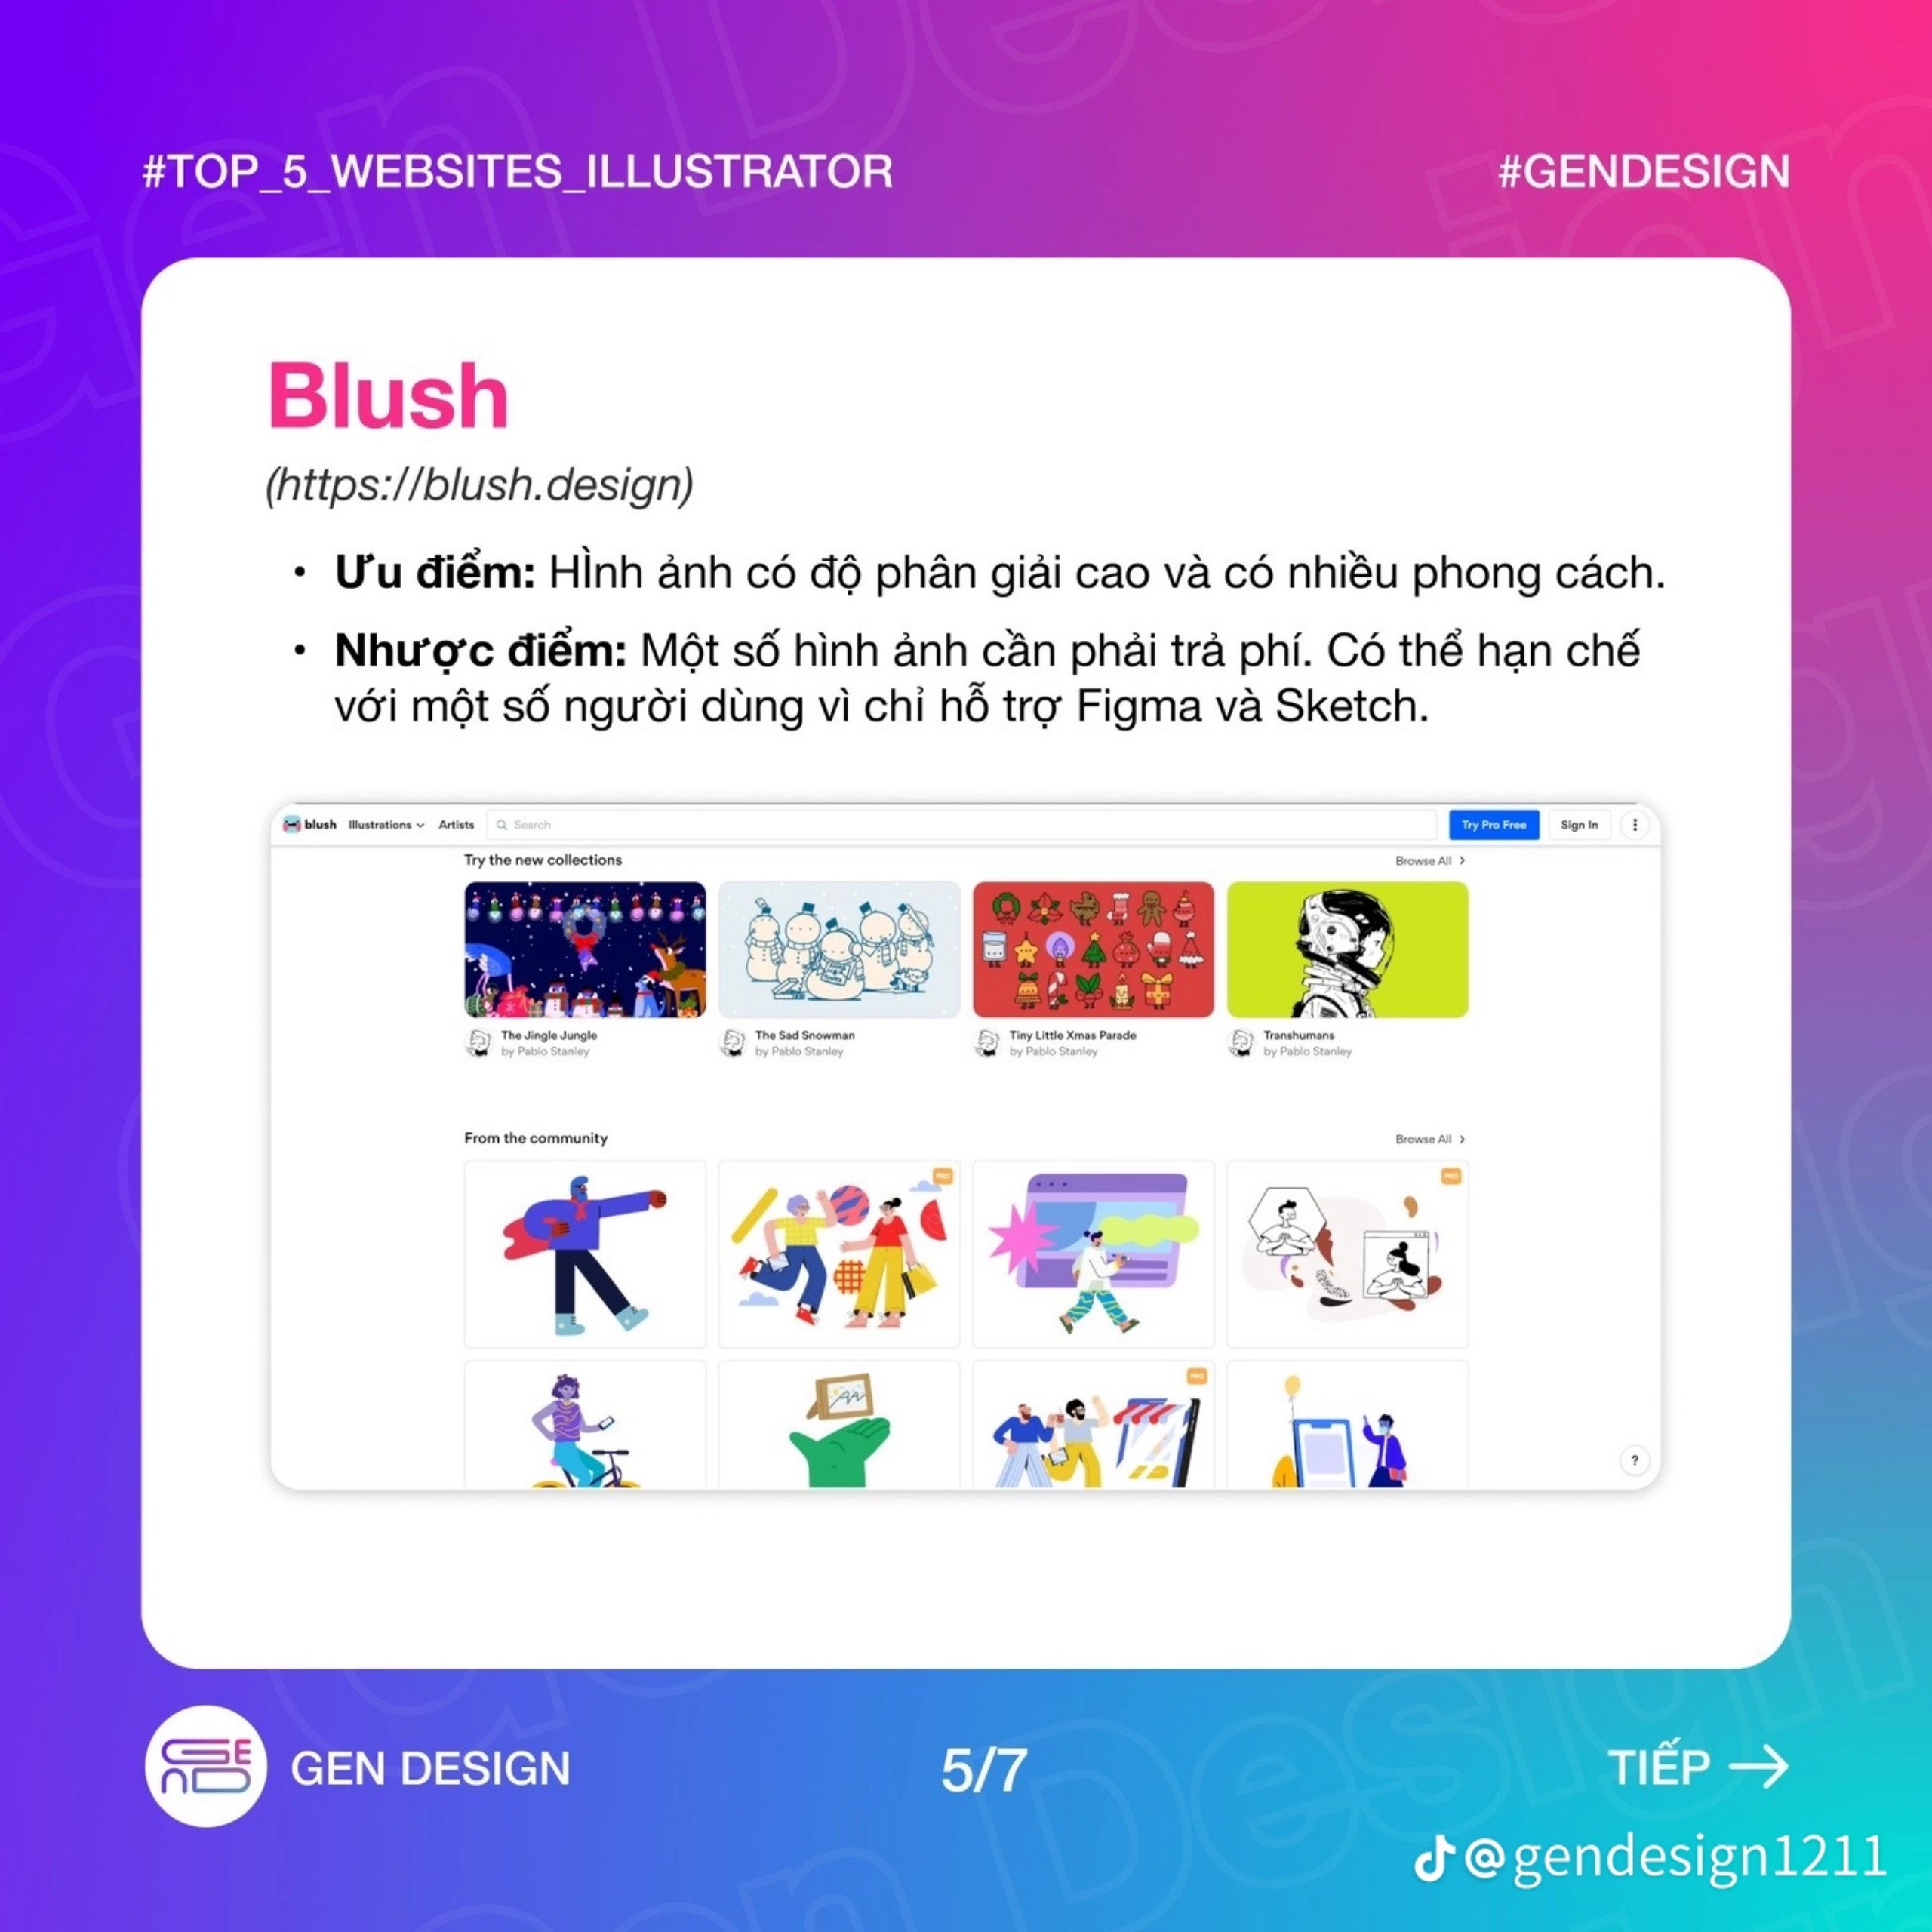 #TOP_5_WEBSITES_ILLUSTRATOR
#GENDESIGN
Blush
(https://blush.design)
• Ưu điểm: HÌnh ảnh có độ phân giải cao và có nhiều phong cách.
• Nhược điểm: Một số hình ảnh cần phải trả phí. Có thể hạn chế
với một số người dùng vì chỉ hỗ trợ Figma và Sketch.
blush Illustrations Artists Search Try Pro Free Sign In
Try the new collections Browse All
The Jingle Jungle
by Pablo Stanley
The Sad Snowman
by Pablo Stanley
Tiny Little Xmas Parade
by Pablo Stanley
Transhumans
by Pablo Stanley
From the community Browse All
PRO
PRO
PRO
?
GEN DESIGN
5/7
TIẾP
@gendesign1211